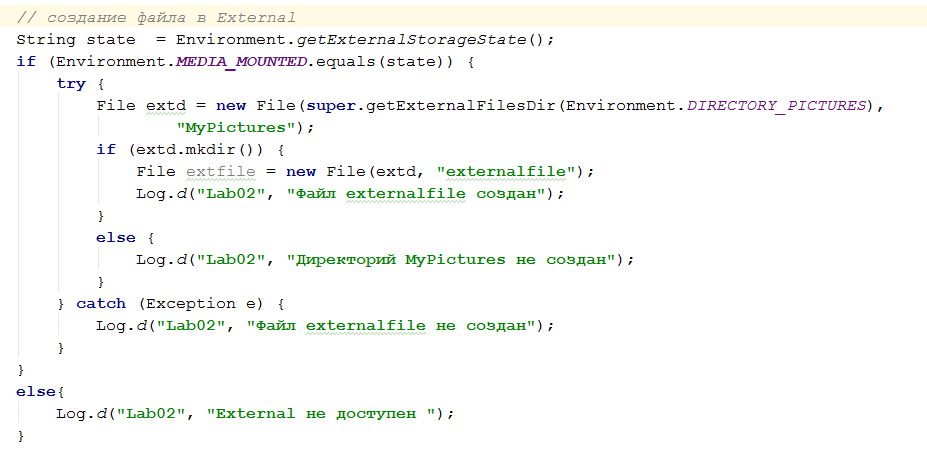 // создание файла в External
String state  = Environment.getExternalStorageState();
if (Environment.MEDIA_MOUNTED.equals(state)) {
    try {
        File extd = new File(super.getExternalFilesDir(Environment.DIRECTORY_PICTURES),
                "MyPictures");
        if (extd.mkdir()) {
            File extfile = new File(extd, "externalfile");
            Log.d("Lab02", "Файл externalfile создан");
        }
        else {
            Log.d("Lab02", "Директорий MyPictures не создан");
        }
    } catch (Exception e) {
        Log.d("Lab02", "Файл externalfile не создан");
    }
}
else{
    Log.d("Lab02", "External не доступен ");
}